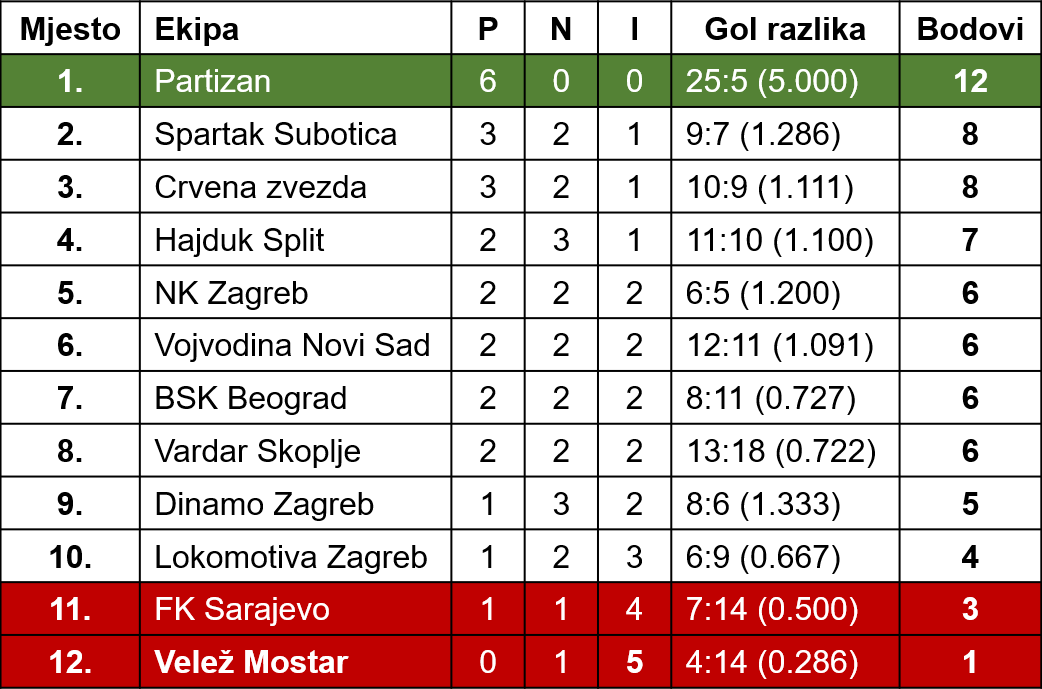 Mjesto Ekipa P N I Gol razlika Bodovi
1. Partizan 6 0 0 25:5 (5.000) 12
2. Spartak Subotica 3 2 1 9:7 (1.286) 8
3. Crvena zvezda 3 2 1 10:9 (1.111) 8
4. Hajduk Split 2 3 1 11:10 (1.100) 7
5. NK Zagreb 2 2 2 6:5 (1.200) 6
6. Vojvodina Novi Sad 2 2 2 12:11 (1.091) 6
7. BSK Beograd 2 2 2 8:11 (0.727) 6
8. Vardar Skoplje 2 2 2 13:18 (0.722) 6
9. Dinamo Zagreb 1 3 2 8:6 (1.333) 5
10. Lokomotiva Zagreb 1 2 3 6:9 (0.667) 4
11. FK Sarajevo 1 1 4 7:14 (0.500) 3
12. Velež Mostar 0 1 5 4:14 (0.286) 1